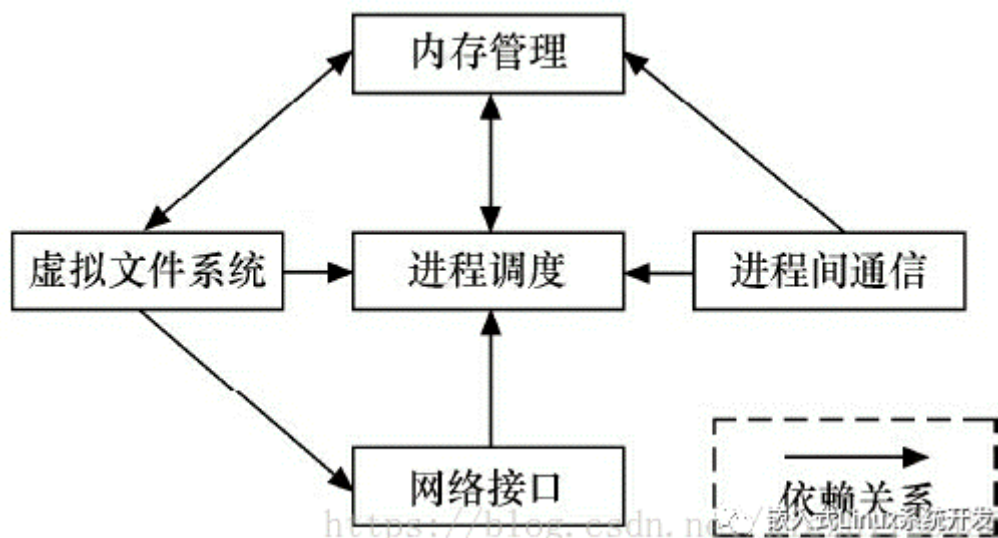 内存管理
虚拟文件系统
进程调度
进程间通信
网络接口
依赖关系
https://blog.csdn.ne
嵌入式Linux系统开发